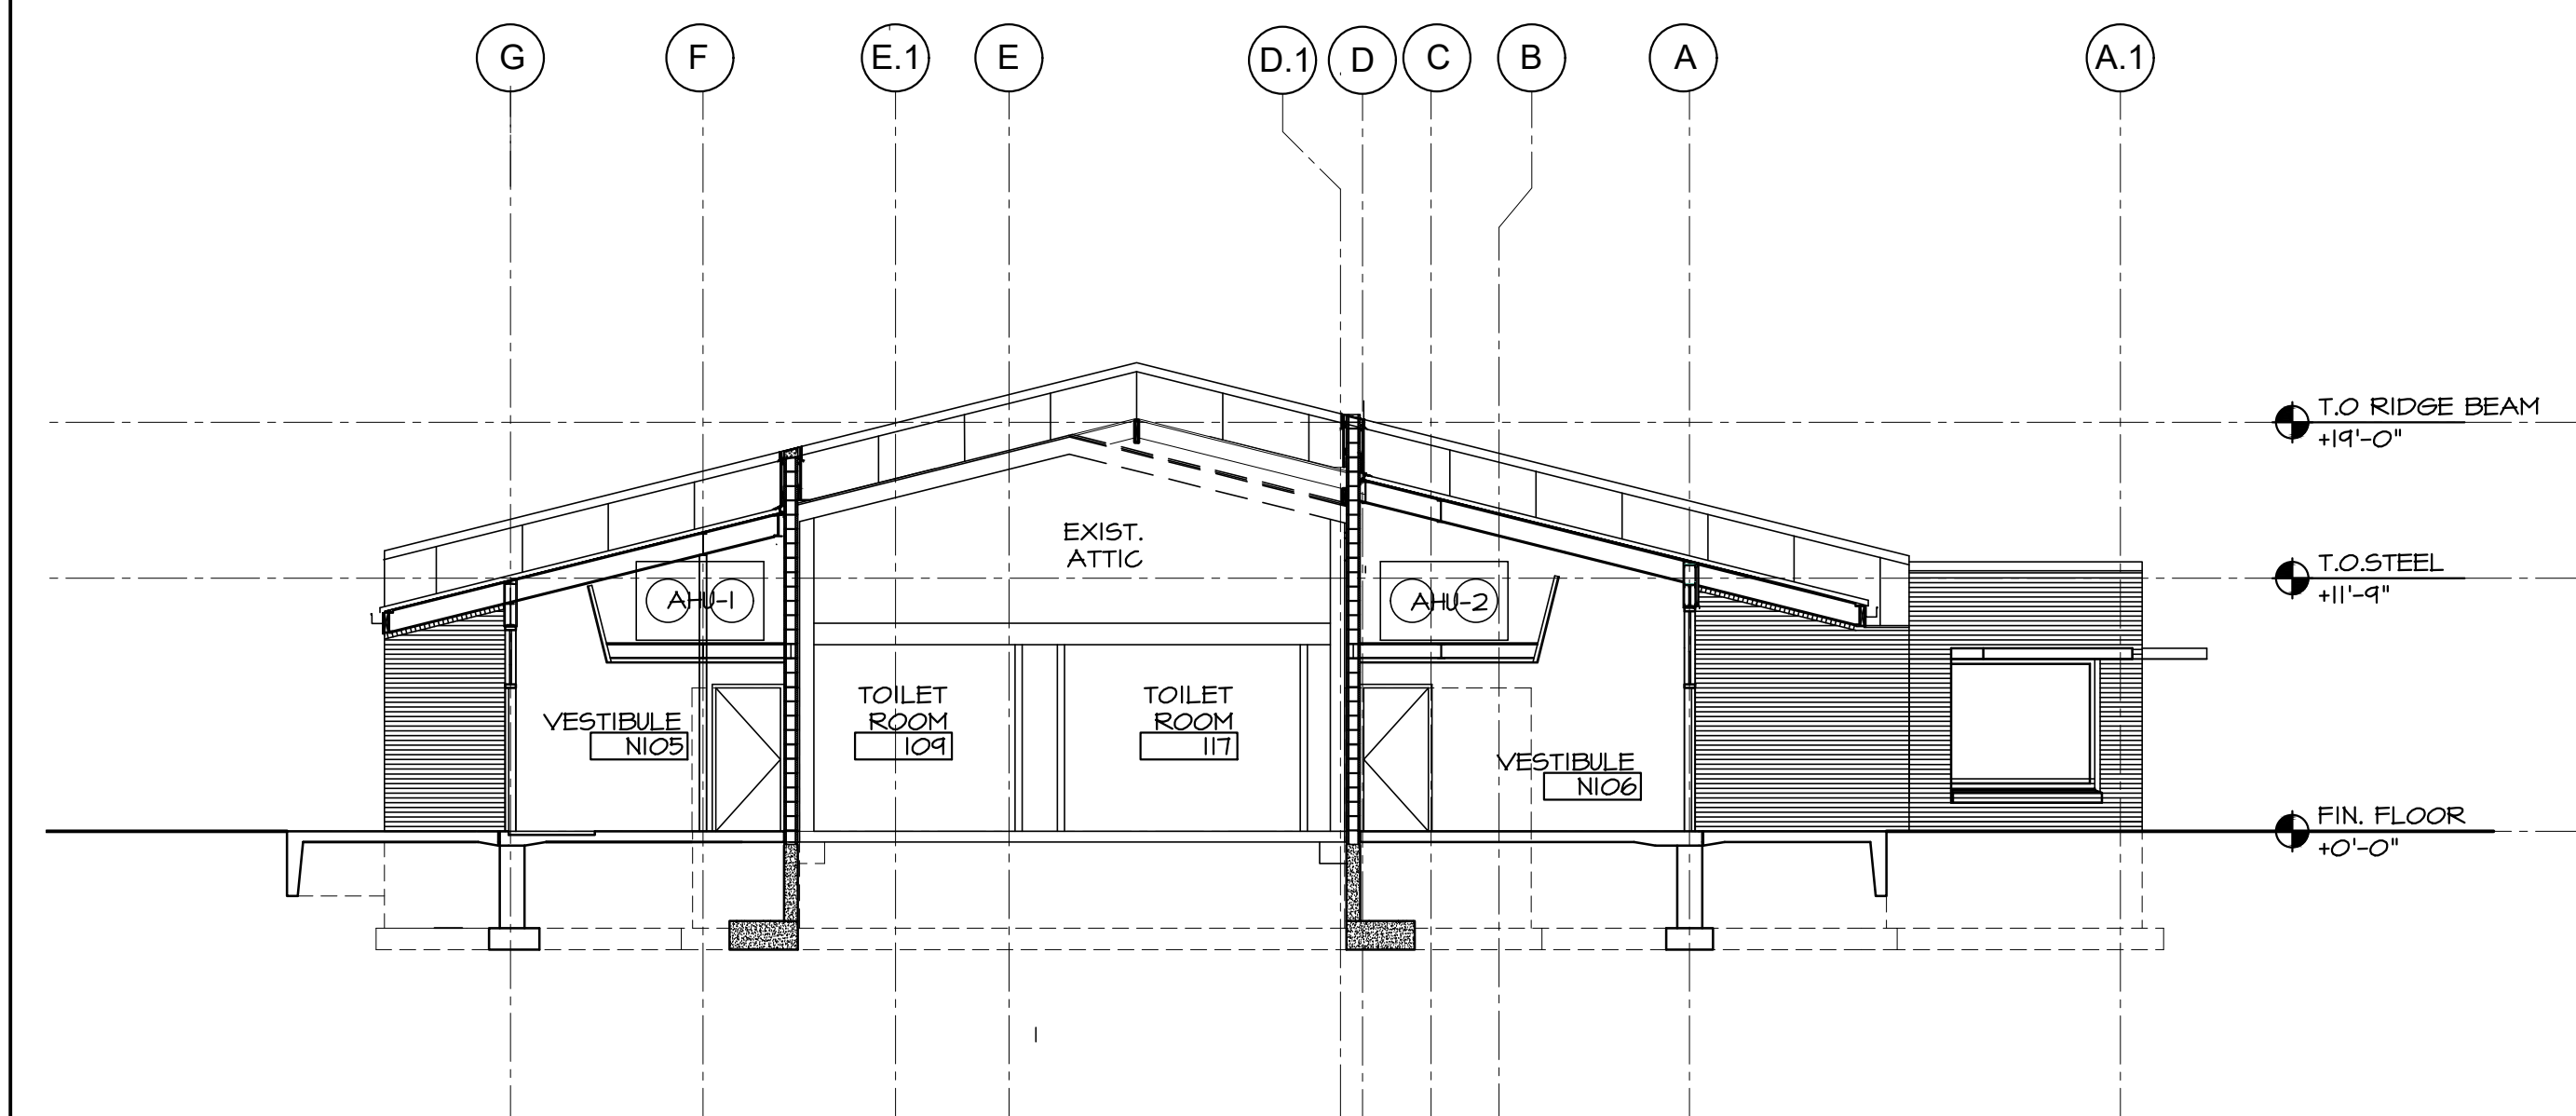 G
F
E.1
E
D.1
D
C
B
A
A.1
T.O RIDGE BEAM
+19'-0"
EXIST.
ATTIC
T.O.STEEL
+11'-9"
AHU-1
AHU-2
TOILET
ROOM
109
TOILET
ROOM
117
VESTIBULE
N105
VESTIBULE
N106
FIN. FLOOR
+0'-0"